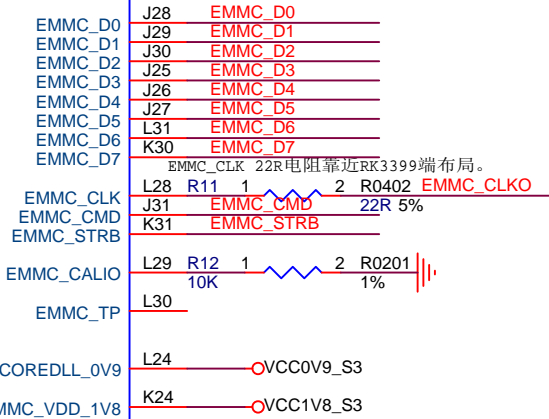 EMMC_D0 J28 EMMC_D0
EMMC_D1 J29 EMMC_D1
EMMC_D2 J30 EMMC_D2
EMMC_D3 J25 EMMC_D3
EMMC_D4 J26 EMMC_D4
EMMC_D5 J27 EMMC_D5
EMMC_D6 L31 EMMC_D6
EMMC_D7 K30 EMMC_D7
EMMC_CLK 22R电阻靠近RK3399端布局。
EMMC_CLK L28 R11 1 2 R0402 EMMC_CLKO
22R 5%
EMMC_CMD J31 EMMC_CMD
EMMC_STRB K31 EMMC_STRB
EMMC_CALIO L29 R12 1 2 R0201
10K 1%
EMMC_TP L30
COREDLL_0V9 L24 VCC0V9_S3
MMC_VDD_1V8 K24 VCC1V8_S3